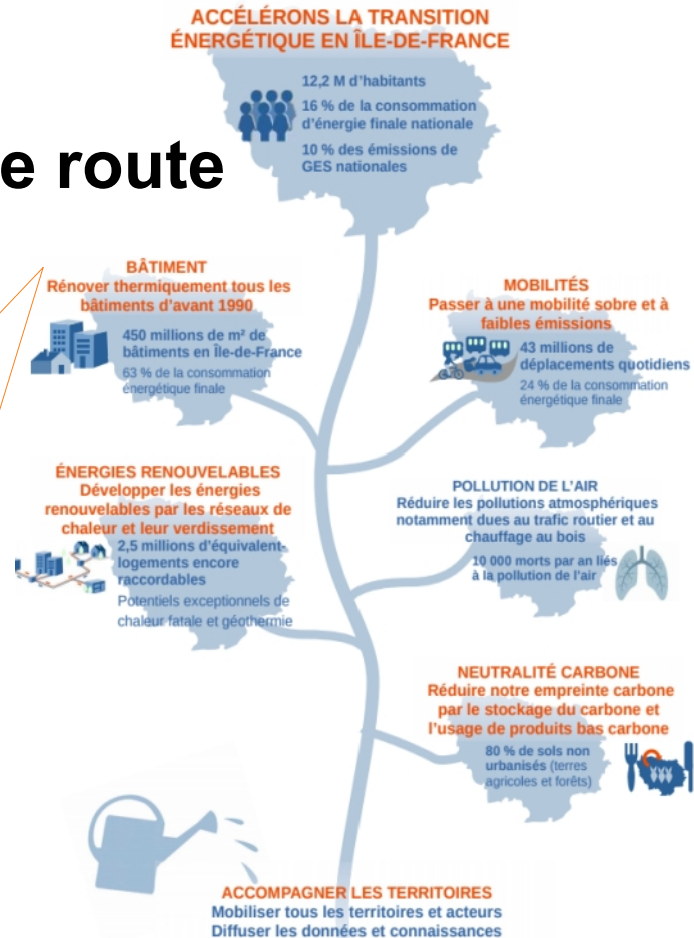 ACCÉLÉRONS LA TRANSITION
ÉNERGÉTIQUE EN ÎLE-DE-FRANCE
12,2 M d'habitants
16 % de la consommation
d'énergie finale nationale
10 % des émissions de
GES nationales
e route
BÂTIMENT
Rénover thermiquement tous les
bâtiments d'avant 1990
450 millions de m² de
bâtiments en Île-de-France
63 % de la consommation
énergétique finale
MOBILITÉS
Passer à une mobilité sobre et à
faibles émissions
43 millions de
déplacements quotidiens
24 % de la consommation
énergétique finale
ÉNERGIES RENOUVELABLES
Développer les énergies
renouvelables par les réseaux de
chaleur et leur verdissement
2,5 millions d'équivalent-
logements encore
raccordables
Potentiels exceptionnels de
chaleur fatale et géothermie
POLLUTION DE L'AIR
Réduire les pollutions atmosphériques
notamment dues au trafic routier et au
chauffage au bois
10 000 morts par an liés
à la pollution de l'air
NEUTRALITÉ CARBONE
Réduire notre empreinte carbone
par le stockage du carbone et
l'usage de produits bas carbone
80 % de sols non
urbanisés (terres
agricoles et forêts)
ACCOMPAGNER LES TERRITOIRES
Mobiliser tous les territoires et acteurs
Diffuser les données et connaissances